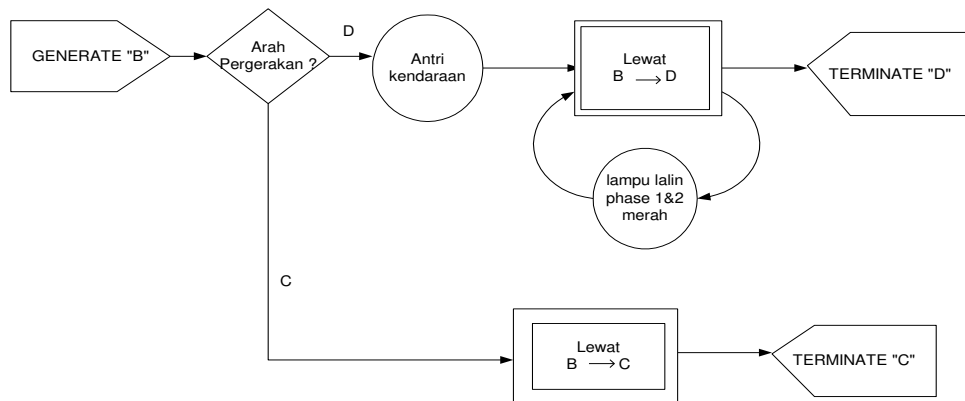 GENERATE "B"
Arah
Pergerakan ?
D
Antri
kendaraan
Lewat
B → D
TERMINATE "D"
lampu lalin
phase 1&2
merah
C
Lewat
B → C
TERMINATE "C"